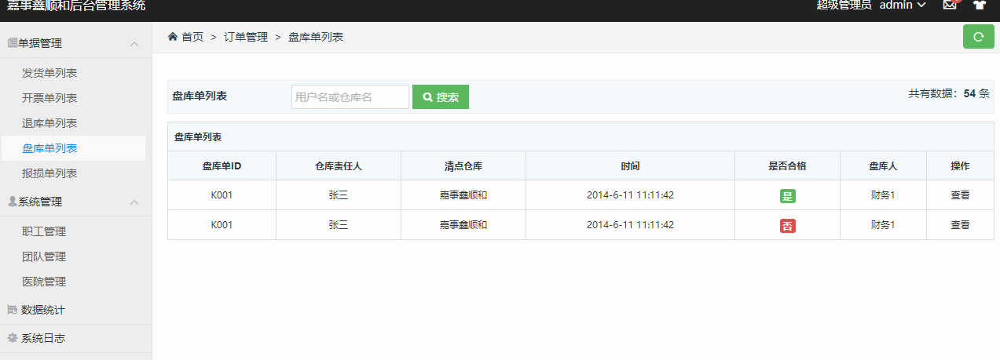 嘉事鑫顺和后台管理系统
超级管理员 admin
单据管理
发货单列表
开票单列表
退库单列表
盘库单列表
报损单列表
系统管理
职工管理
团队管理
医院管理
数据统计
系统日志
首页 > 订单管理 > 盘库单列表
盘库单列表 用户名或仓库名 搜索 共有数据：54 条
盘库单列表
盘库单ID 仓库责任人 清点仓库 时间 是否合格 盘库人 操作
K001 张三 嘉事鑫顺和 2014-6-11 11:11:42 是 财务1 查看
K001 张三 嘉事鑫顺和 2014-6-11 11:11:42 否 财务1 查看